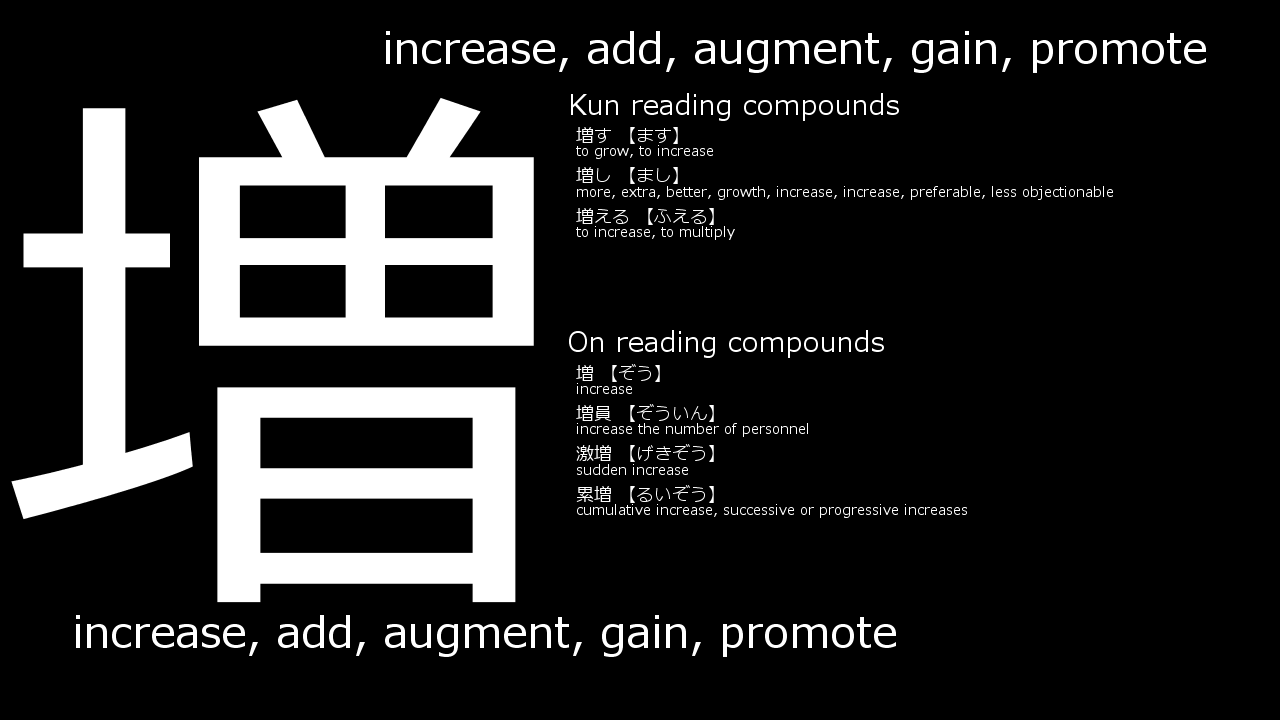 increase, add, augment, gain, promote
増
Kun reading compounds
増す 【ます】
to grow, to increase
増し 【まし】
more, extra, better, growth, increase, increase, preferable, less objectionable
増える 【ふえる】
to increase, to multiply
On reading compounds
増 【ぞう】
increase
増員 【ぞういん】
increase the number of personnel
激増 【げきぞう】
sudden increase
累増 【るいぞう】
cumulative increase, successive or progressive increases
increase, add, augment, gain, promote